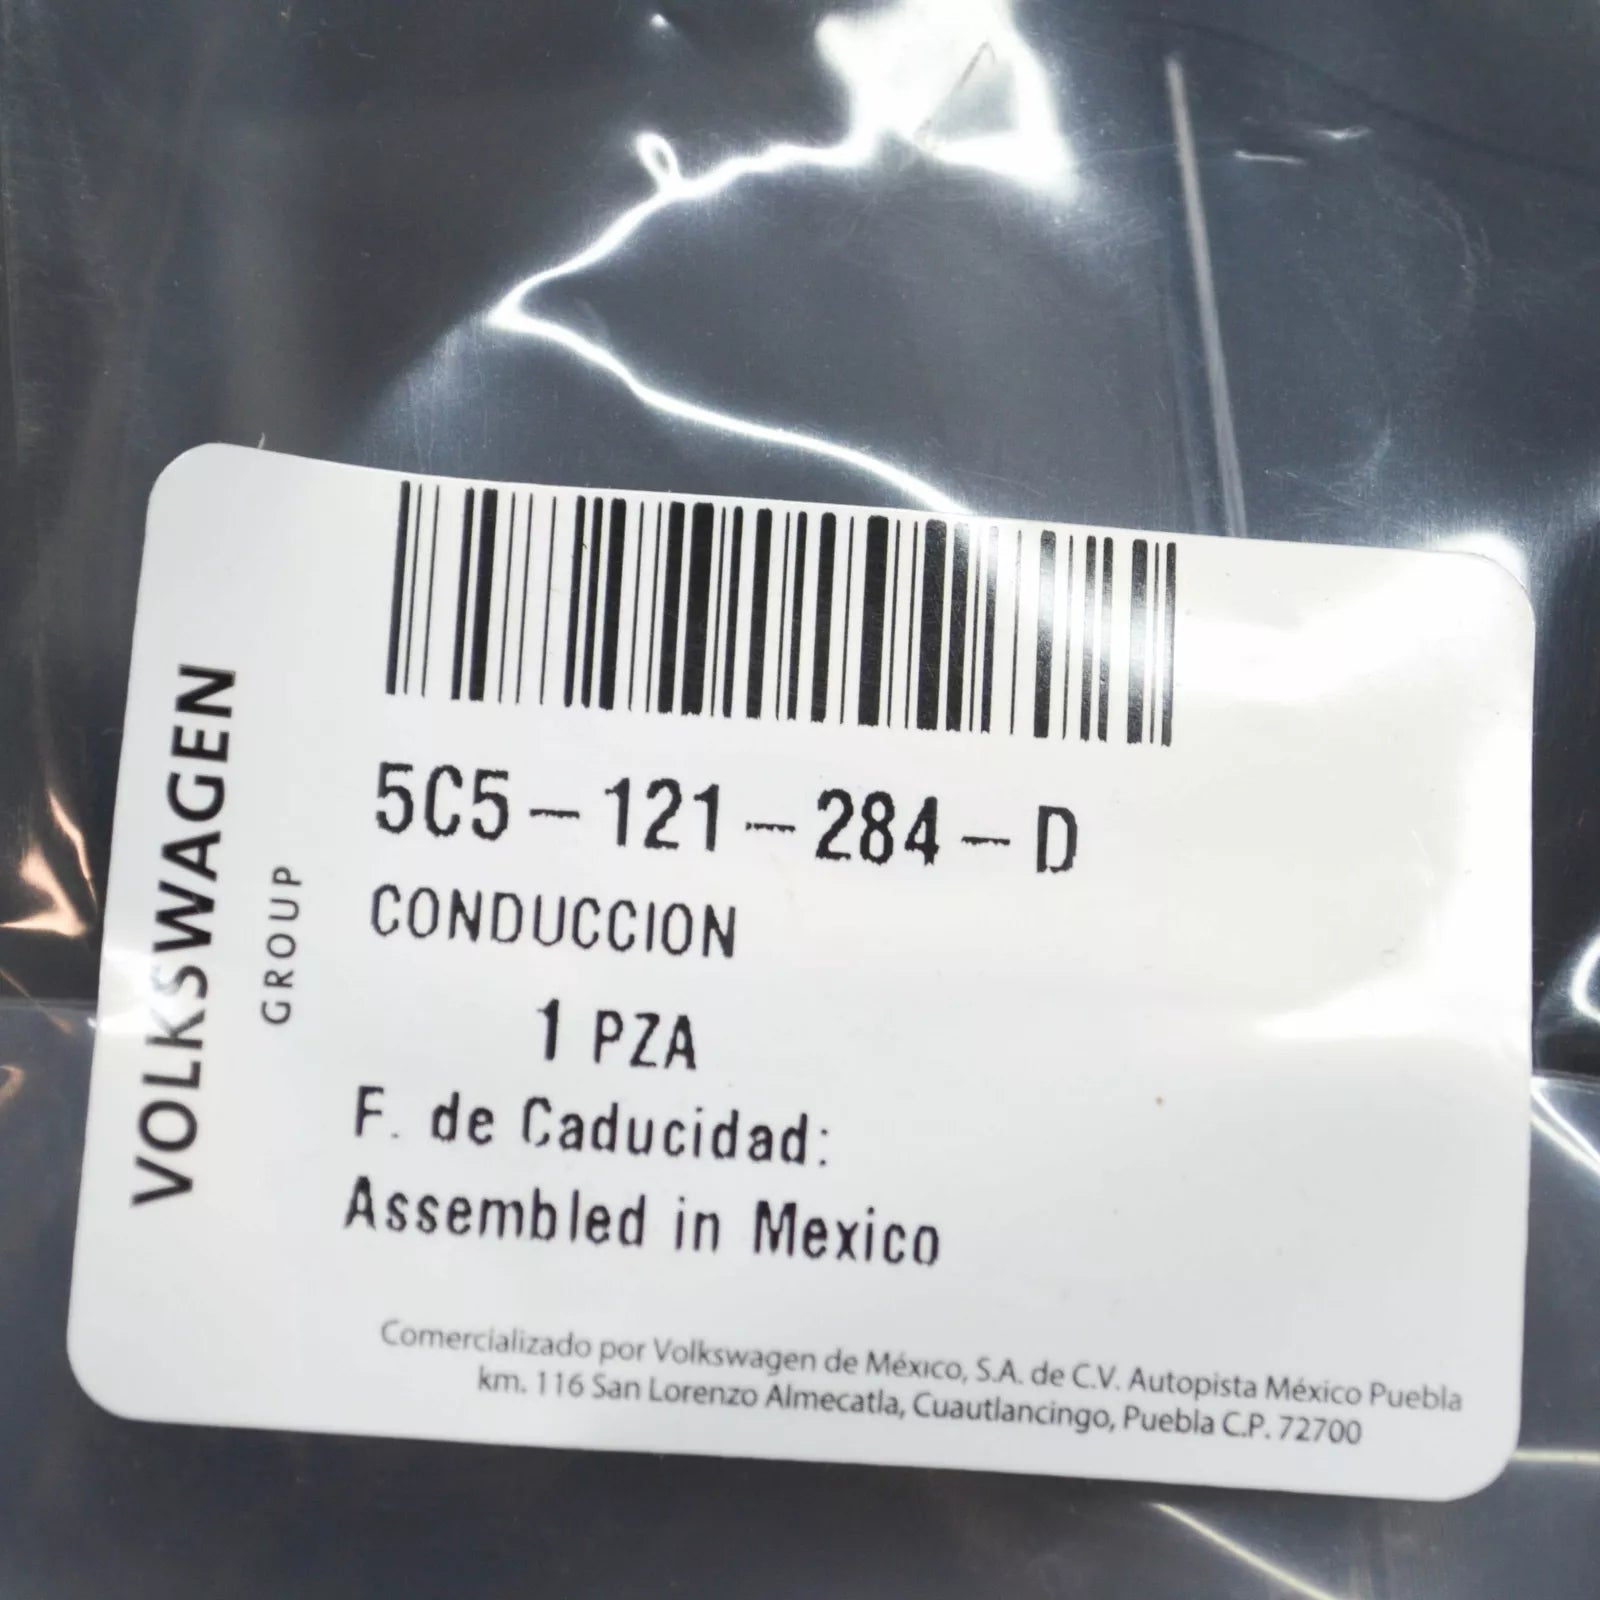 VOLKSWAGEN
GROUP
5C5-121-284-D
CONDUCCION
1 PZA
F. de Caducidad:
Assembled in Mexico
Comercializado por Volkswagen de México, S.A. de C.V. Autopista México Puebla
km. 116 San Lorenzo Almecatla, Cuautlancingo, Puebla C.P. 72700